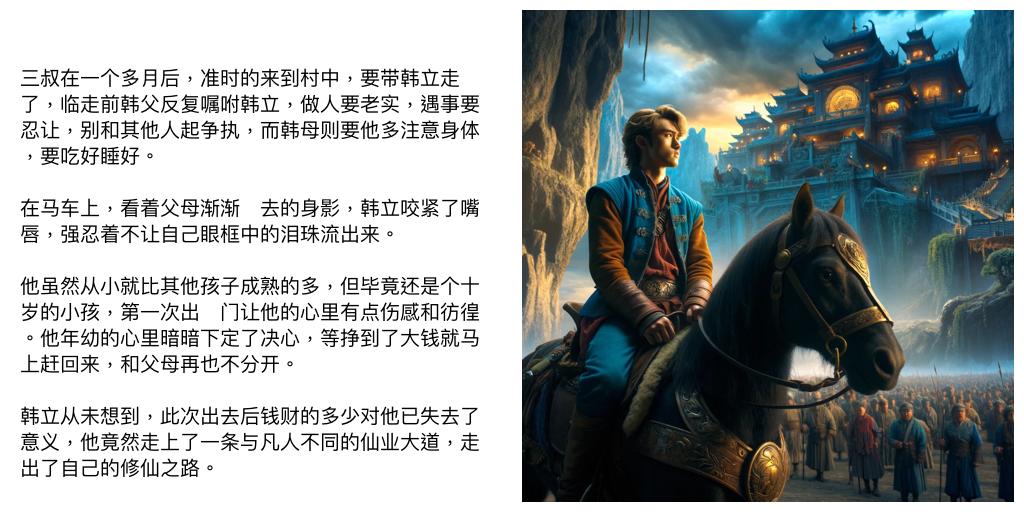 三叔在一个多月后，准时的来到村中，要带韩立走
了，临走前韩父反复嘱咐韩立，做人要老实，遇事要
忍让，别和其他人起争执，而韩母则要他多注意身体
，要吃好睡好。
在马车上，看着父母渐渐　去的身影，韩立咬紧了嘴
唇，强忍着不让自己眼框中的泪珠流出来。
他虽然从小就比其他孩子成熟的多，但毕竟还是个十
岁的小孩，第一次出　门让他的心里有点伤感和彷徨
。他年幼的心里暗暗下定了决心，等挣到了大钱就马
上赶回来，和父母再也不分开。
韩立从未想到，此次出去后钱财的多少对他已失去了
意义，他竟然走上了一条与凡人不同的仙业大道，走
出了自己的修仙之路。